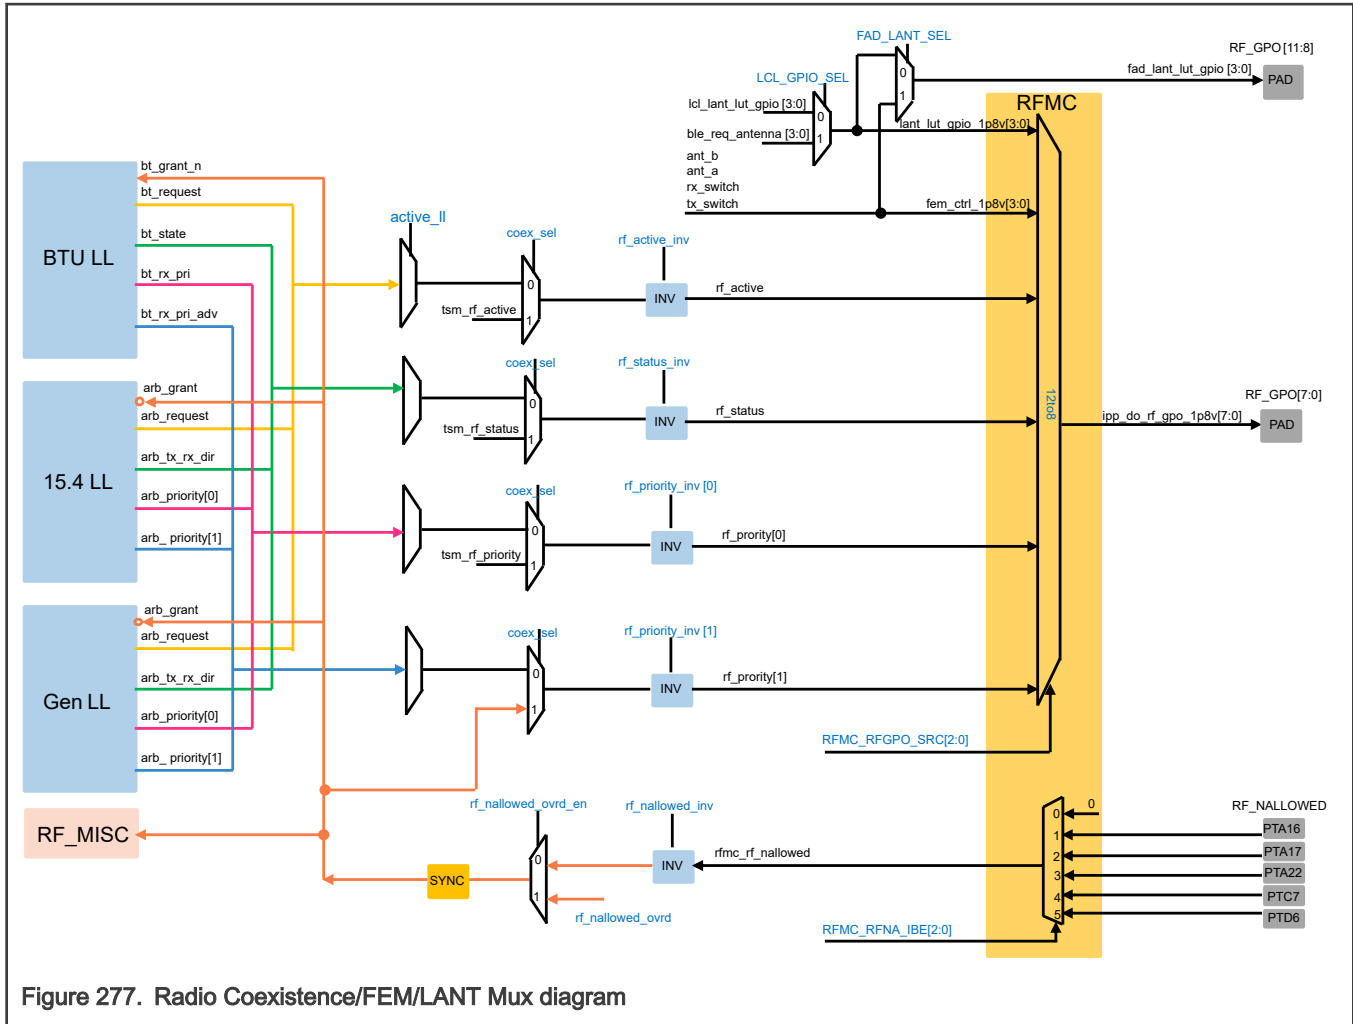 FAD_LANT_SEL
RF_GPO[11:8]
fad_lant_lut_gpio [3:0]
PAD
0
1
LCL_GPIO_SEL
RFMC
lcl_lant_lut_gpio [3:0]
0
lant_lut_gpio_1p8v[3:0]
ble_req_antenna [3:0]
1
ant_b
ant_a
rx_switch
tx_switch
fem_ctrl_1p8v[3:0]
BTU LL
bt_grant_n
bt_request
bt_state
bt_rx_pri
bt_rx_pri_adv
active_ll
coex_sel
0
tsm_rf_active
1
rf_active_inv
INV
rf_active
coex_sel
0
tsm_rf_status
1
rf_status_inv
INV
rf_status
12to8
RF_GPO[7:0]
ipp_do_rf_gpo_1p8v[7:0]
PAD
15.4 LL
arb_grant
arb_request
arb_tx_rx_dir
arb_priority[0]
arb_ priority[1]
coex_sel
0
tsm_rf_priority
1
rf_priority_inv [0]
INV
rf_prority[0]
Gen LL
arb_grant
arb_request
arb_tx_rx_dir
arb_priority[0]
arb_ priority[1]
coex_sel
0
1
rf_priority_inv [1]
INV
rf_prority[1]
RFMC_RFGPO_SRC[2:0]
RF_MISC
SYNC
rf_nallowed_ovrd_en
0
1
rf_nallowed_ovrd
rf_nallowed_inv
INV
rfmc_rf_nallowed
0
0
1
2
3
4
5
RF_NALLOWED
PTA16
PTA17
PTA22
PTC7
PTD6
RFMC_RFNA_IBE[2:0]
Figure 277. Radio Coexistence/FEM/LANT Mux diagram